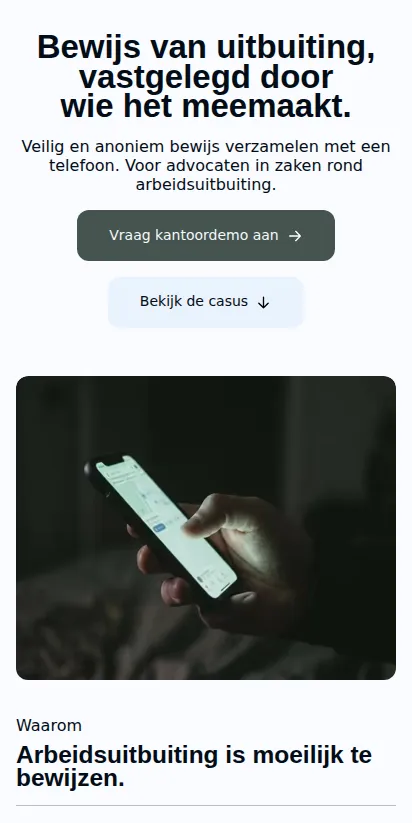 Bewijs van uitbuiting,
vastgelegd door
wie het meemaakt.
Veilig en anoniem bewijs verzamelen met een
telefoon. Voor advocaten in zaken rond
arbeidsuitbuiting.
Vraag kantoordemo aan →
Bekijk de casus ↓
Waarom
Arbeidsuitbuiting is moeilijk te
bewijzen.